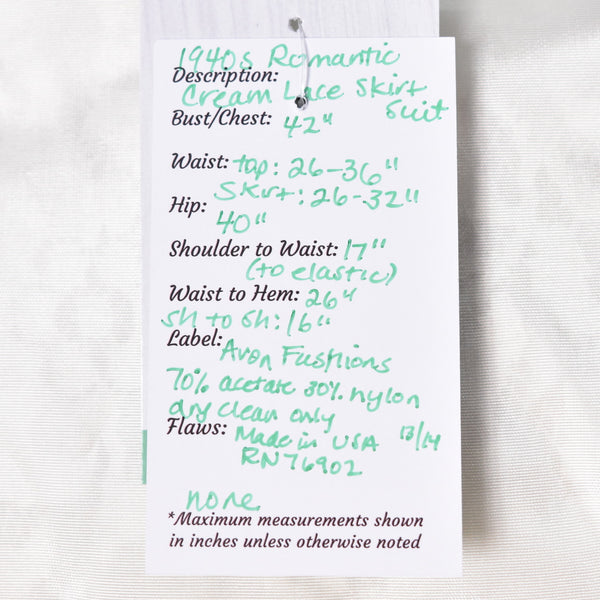 1940s Romantic
Description:
Cream Lace Skirt
Suit
Bust/Chest: 42"
Waist: top: 26-36"
Skirt: 26-32"
Hip:
40"
Shoulder to Waist: 17"
(to elastic)
Waist to Hem: 26"
Sh to Sh: 16"
Label:
Avon Fashions
70% acetate 30% nylon
dry clean only
Flaws: Made in USA 13/14
RN76902
none
*Maximum measurements shown
in inches unless otherwise noted